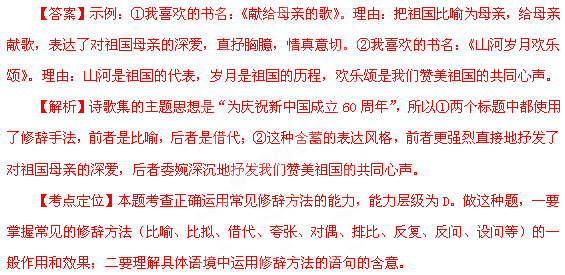 【答案】示例：①我喜欢的书名：《献给母亲的歌》。理由：把祖国比喻为母亲，给母亲
献歌，表达了对祖国母亲的深爱，直抒胸臆，情真意切。②我喜欢的书名：《山河岁月欢乐
颂》。理由：山河是祖国的代表，岁月是祖国的历程，欢乐颂是我们赞美祖国的共同心声。
【解析】诗歌集的主题思想是“为庆祝新中国成立 60 周年”，所以①两个标题中都使用
了修辞手法，前者是比喻，后者是借代；②这种含蓄的表达风格，前者更强烈直接地抒发了
对祖国母亲的深爱，后者委婉深沉地抒发我们赞美祖国的共同心声。
【考点定位】本题考查正确运用常见修辞方法的能力，能力层级为 D。做这种题，一要
掌握常见的修辞方法（比喻、比拟、借代、夸张、对偶、排比、反复、反问、设问等）的一
般作用和效果；二要理解具体语境中运用修辞方法的语句的含意。